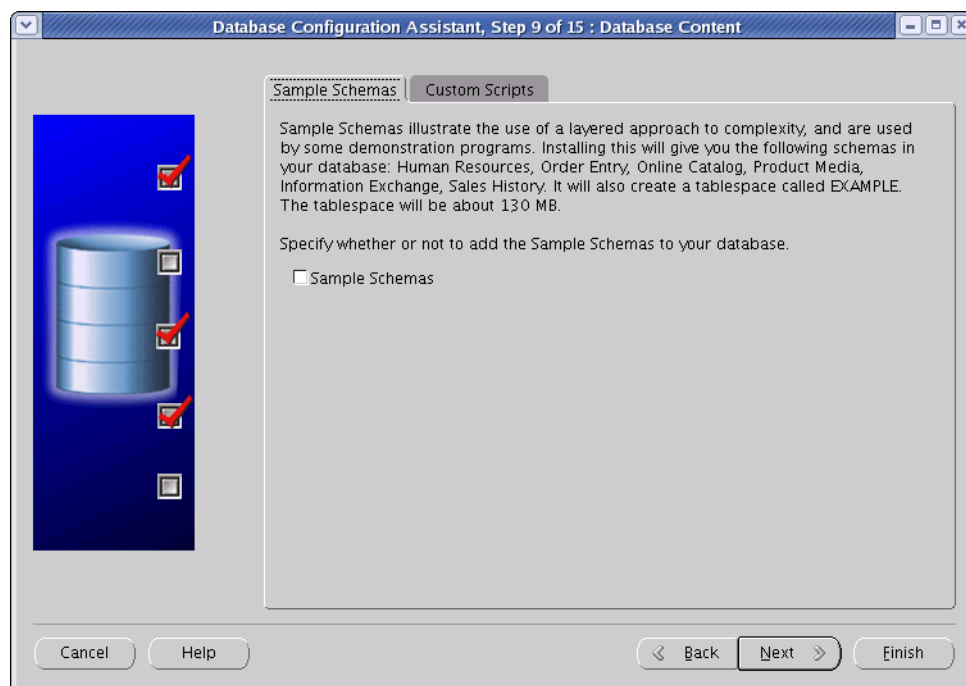 Database Configuration Assistant, Step 9 of 15 : Database Content
Sample Schemas
Custom Scripts
Sample Schemas illustrate the use of a layered approach to complexity, and are used
by some demonstration programs. Installing this will give you the following schemas in
your database: Human Resources, Order Entry, Online Catalog, Product Media,
Information Exchange, Sales History. It will also create a tablespace called EXAMPLE.
The tablespace will be about 130 MB.
Specify whether or not to add the Sample Schemas to your database.
Sample Schemas
Cancel
Help
Back
Next
Finish